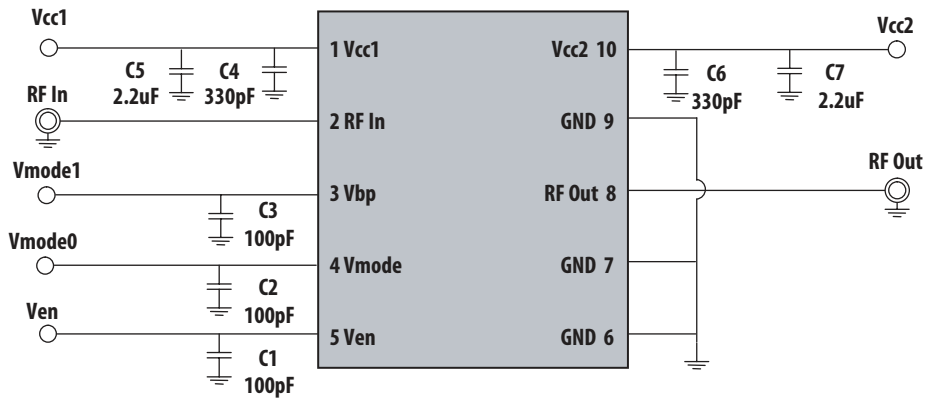 Vcc1
C5
2.2uF
C4
330pF
1 Vcc1
Vcc2 10
C6
330pF
C7
2.2uF
Vcc2
RF In
2 RF In
GND 9
Vmode1
C3
100pF
3 Vbp
RF Out 8
RF Out
Vmode0
C2
100pF
4 Vmode
GND 7
Ven
C1
100pF
5 Ven
GND 6